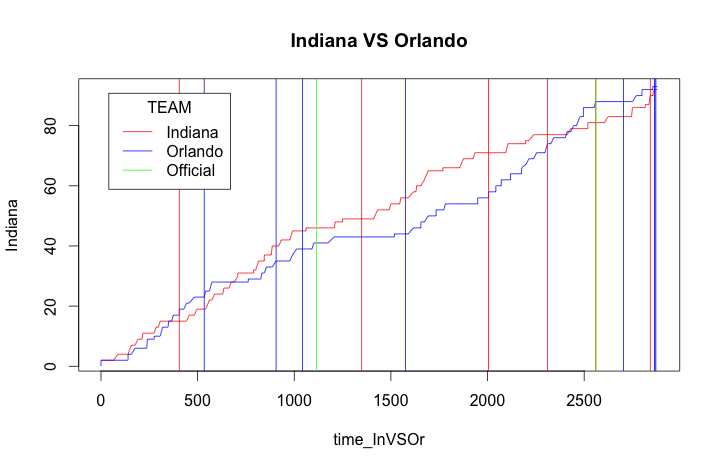 Indiana VS Orlando
TEAM
Indiana
Orlando
Official
Indiana
80
60
40
20
0
0 500 1000 1500 2000 2500
time_InVSOr